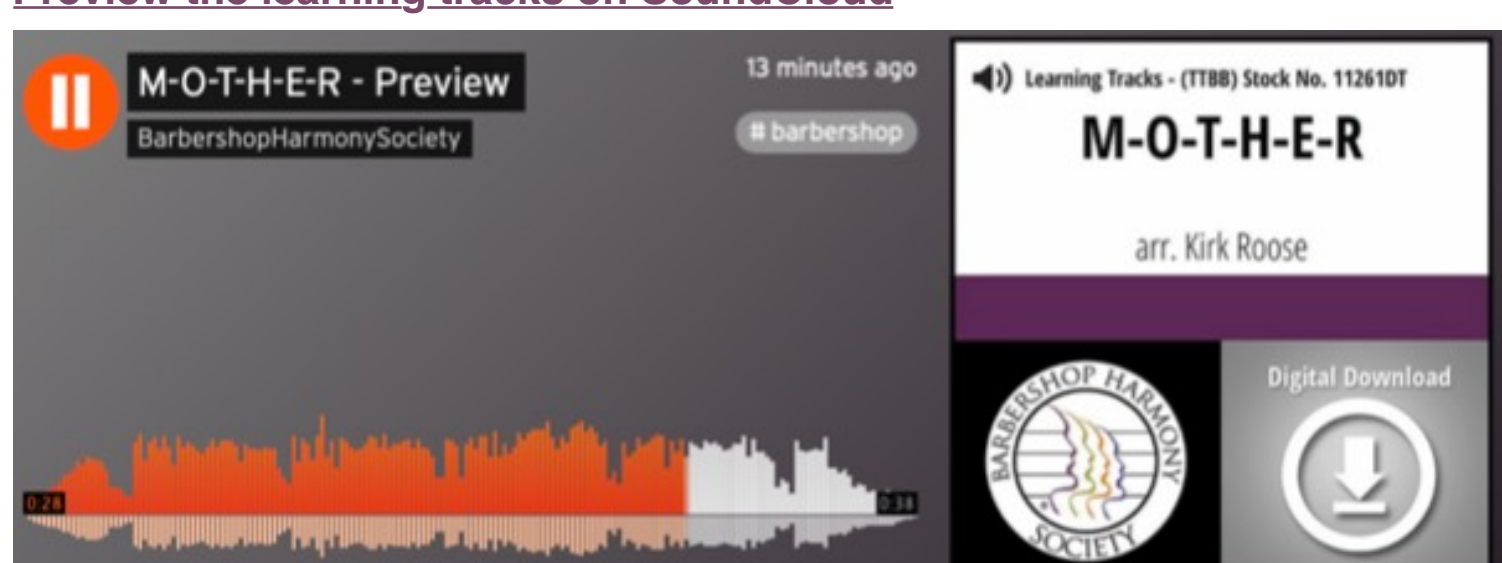 Preview the learning tracks on SoundCloud
M-O-T-H-E-R - Preview
BarbershopHarmonySociety
13 minutes ago
# barbershop
0:28
0:38
Learning Tracks - (TTBB) Stock No. 11261DT
M-O-T-H-E-R
arr. Kirk Roose
BARBERSHOP HARMONY
SOCIETY
Digital Download